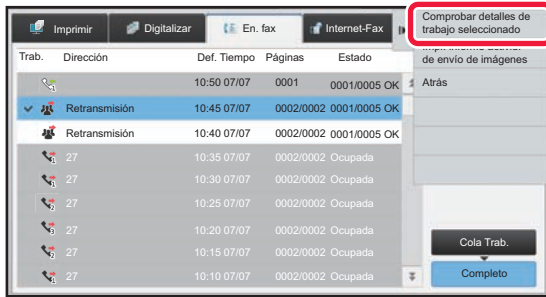 Imprimir Digitalizar En. fax Internet-Fax
Comprobar detalles de
trabajo seleccionado
de envío de imágenes
Atrás
Trab. Dirección Def. Tiempo Páginas Estado
10:50 07/07 0001 0001/0005 OK
Retransmisión 10:45 07/07 0002/0002 0001/0005 OK
Retransmisión 10:40 07/07 0002/0002 0001/0005 OK
27 10:35 07/07 0002/0002 Ocupada
27 10:30 07/07 0002/0002 Ocupada
27 10:25 07/07 0002/0002 Ocupada
27 10:20 07/07 0002/0002 Ocupada
27 10:15 07/07 0002/0002 Ocupada
27 10:10 07/07 0002/0002 Ocupada
Cola Trab.
Completo